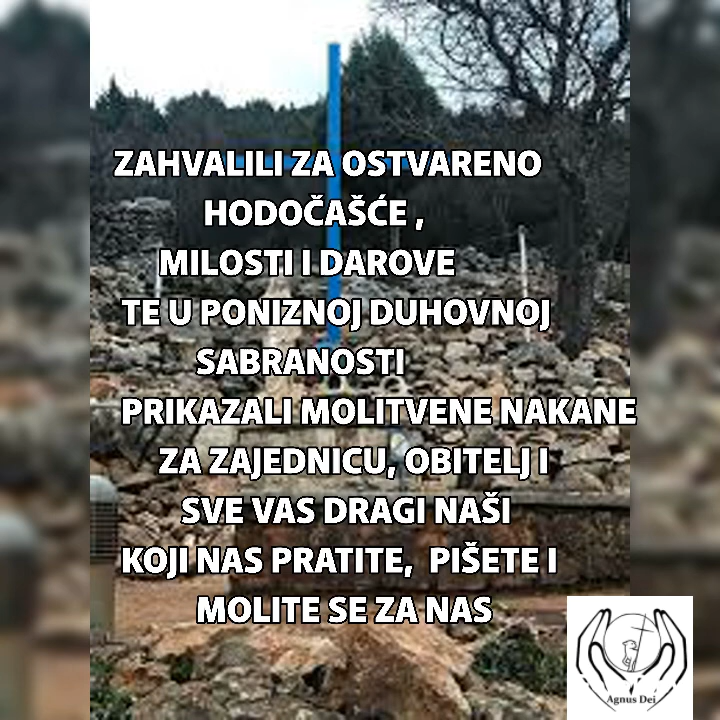 ZAHVALILI ZA OSTVARENO
HODOČAŠĆE ,
MILOSTI I DAROVE
TE U PONIZNOJ DUHOVNOJ
SABRANOSTI
PRIKAZALI MOLITVENE NAKANE
ZA ZAJEDNICU, OBITELJ I
SVE VAS DRAGI NAŠI
KOJI NAS PRATITE, PIŠETE I
MOLITE SE ZA NAS
Agnus Dei